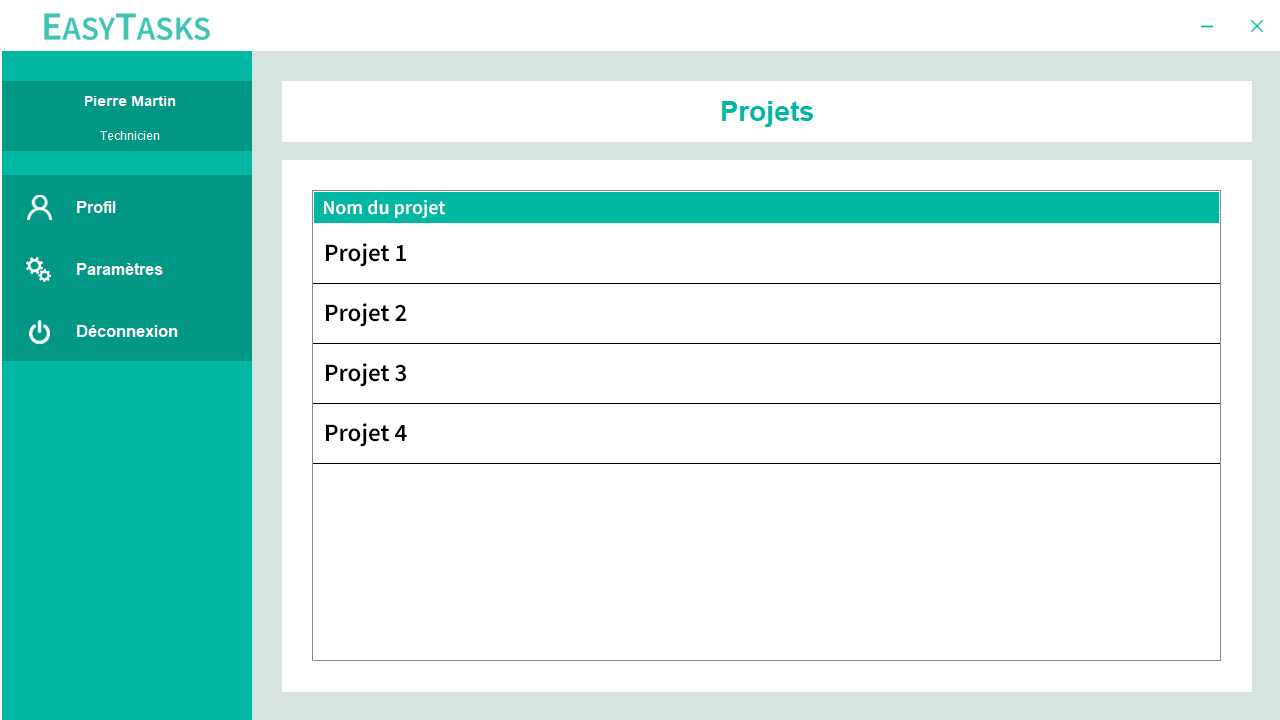 EASYTASKS
Pierre Martin
Technicien
Profil
Paramètres
Déconnexion
Projets
Nom du projet
Projet 1
Projet 2
Projet 3
Projet 4